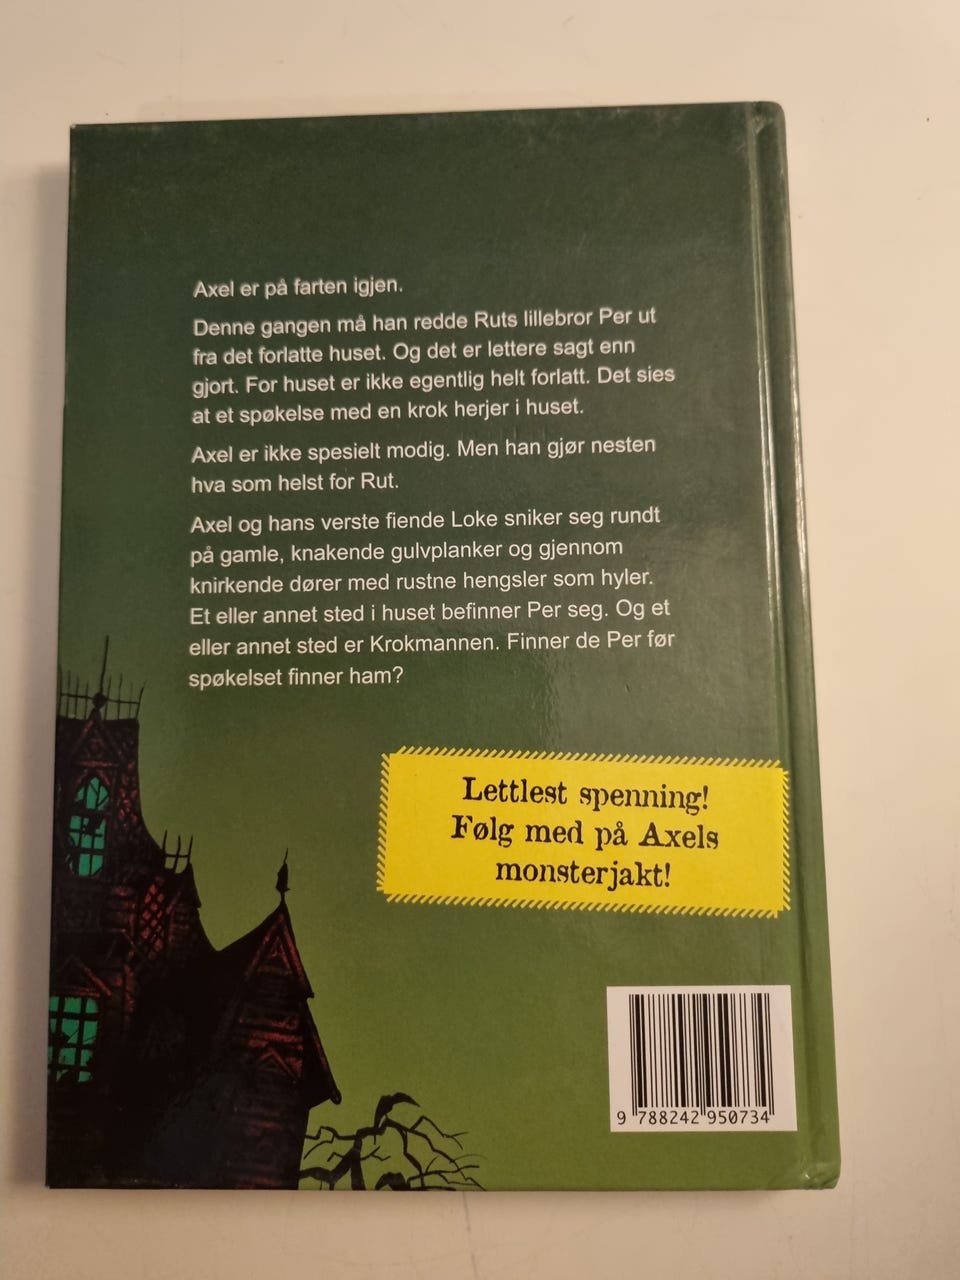 Axel er på farten igjen.
Denne gangen må han redde Ruts lillebror Per ut
fra det forlatte huset. Og det er lettere sagt enn
gjort. For huset er ikke egentlig helt forlatt. Det sies
at et spøkelse med en krok herjer i huset.
Axel er ikke spesielt modig. Men han gjør nesten
hva som helst for Rut.
Axel og hans verste fiende Loke sniker seg rundt
på gamle, knakende gulvplanker og gjennom
knirkende dører med rustne hengsler som hyler.
Et eller annet sted i huset befinner Per seg. Og et
eller annet sted er Krokmannen. Finner de Per før
spøkelset finner ham?
Lettlest spenning!
Følg med på Axels
monsterjakt!
9 788242 950734